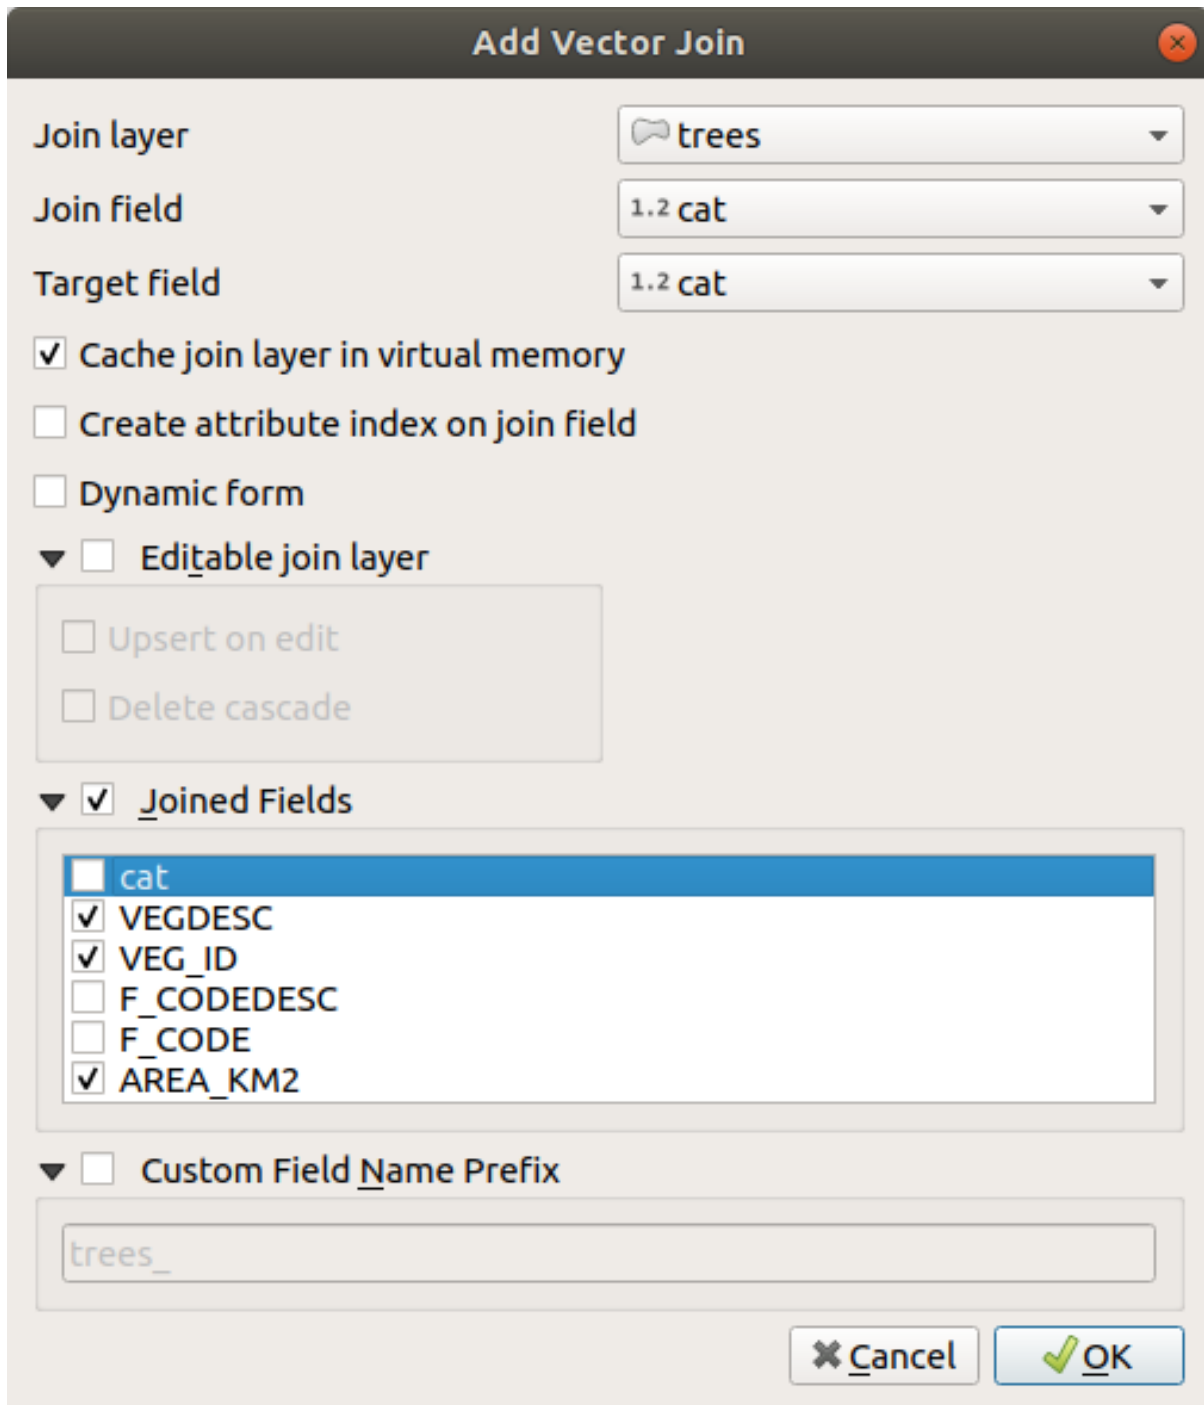 Add Vector Join
Join layer
trees
Join field
1.2 cat
Target field
1.2 cat
Cache join layer in virtual memory
Create attribute index on join field
Dynamic form
Editable join layer
Upsert on edit
Delete cascade
Joined Fields
cat
VEGDESC
VEG_ID
F_CODEDESC
F_CODE
AREA_KM2
Custom Field Name Prefix
trees_
Cancel
OK